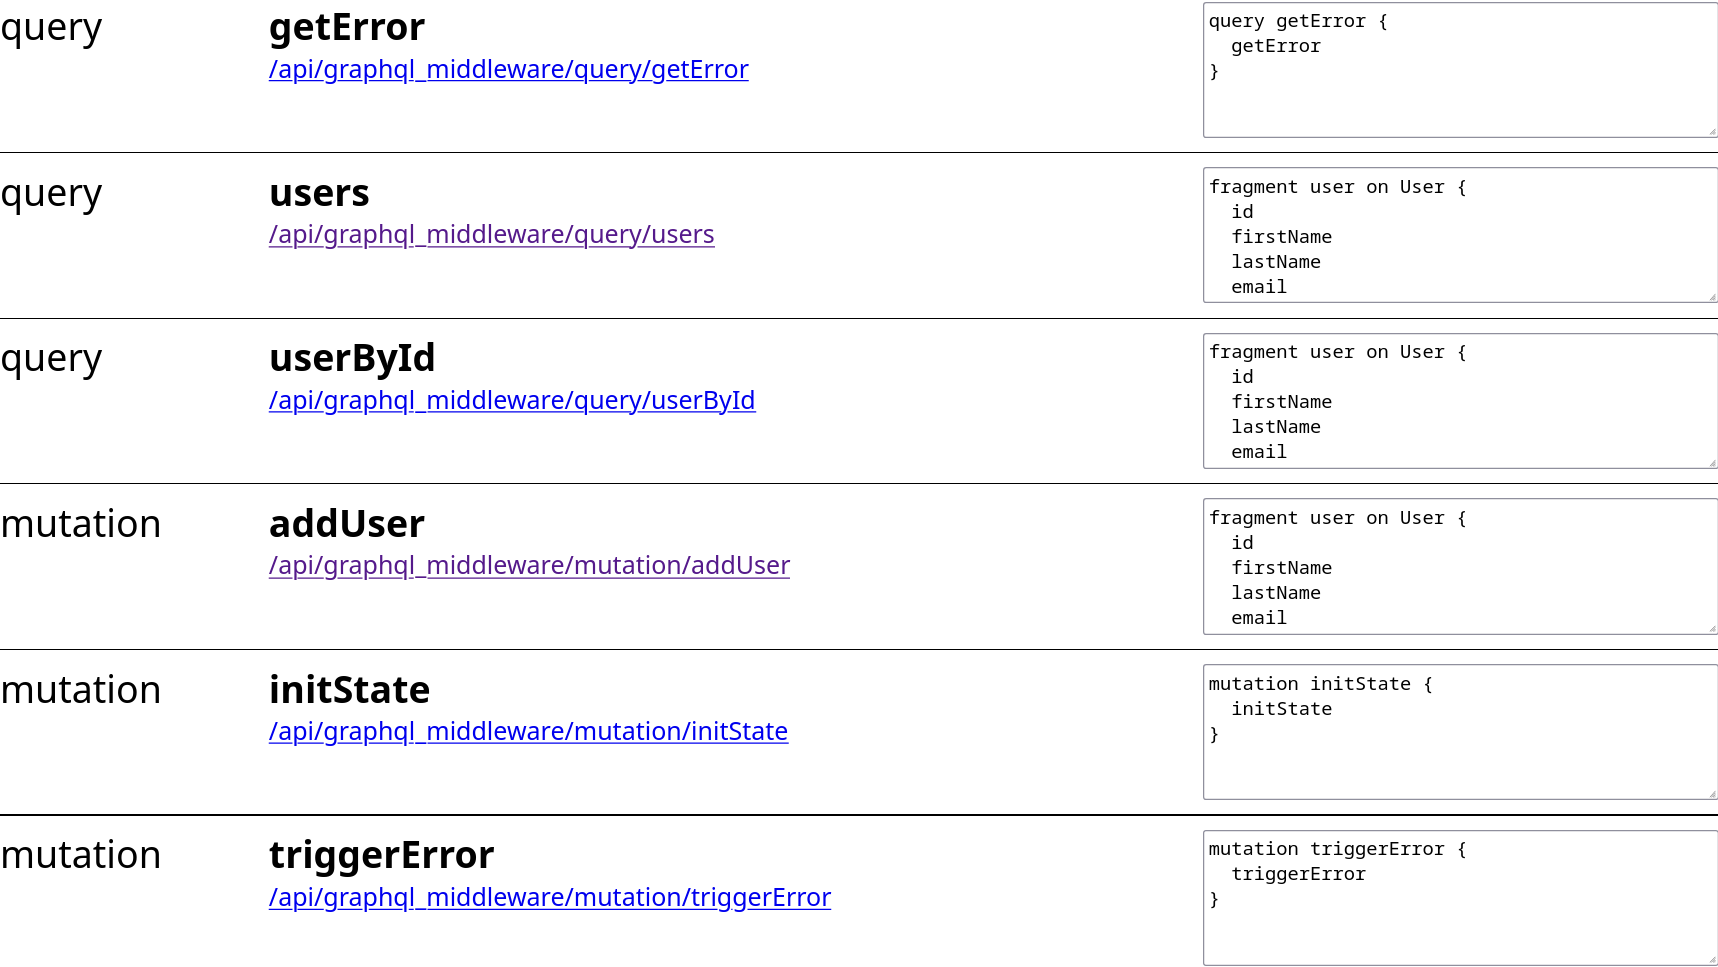 query
getError
/api/graphql_middleware/query/getError
query getError {
  getError
}
query
users
/api/graphql_middleware/query/users
fragment user on User {
  id
  firstName
  lastName
  email
query
userById
/api/graphql_middleware/query/userById
fragment user on User {
  id
  firstName
  lastName
  email
mutation
addUser
/api/graphql_middleware/mutation/addUser
fragment user on User {
  id
  firstName
  lastName
  email
mutation
initState
/api/graphql_middleware/mutation/initState
mutation initState {
  initState
}
mutation
triggerError
/api/graphql_middleware/mutation/triggerError
mutation triggerError {
  triggerError
}